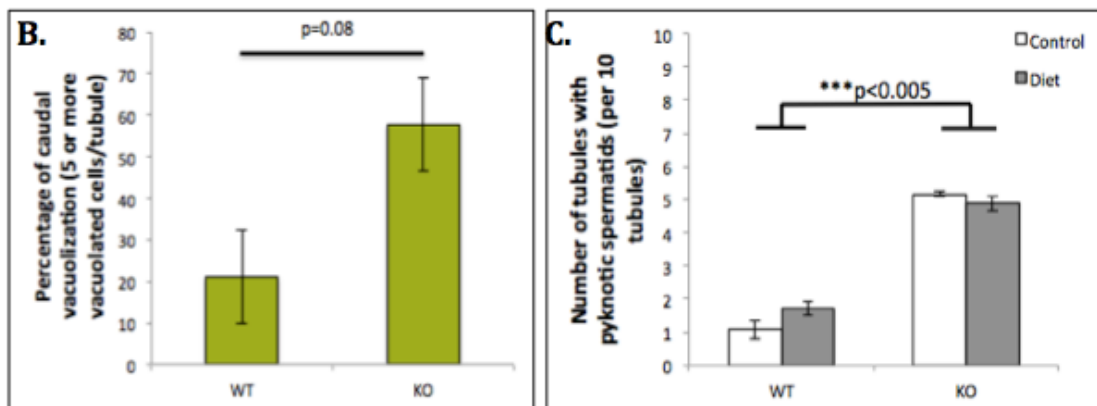 B.
p=0.08
Percentage of caudal
vacuolization (5 or more
vacuolated cells/tubule)
80
70
60
50
40
30
20
10
0
WT
KO
C.
Control
Diet
***p<0.005
Number of tubules with
pyknotic spermatids (per 10
tubules)
10
9
8
7
6
5
4
3
2
1
0
WT
KO